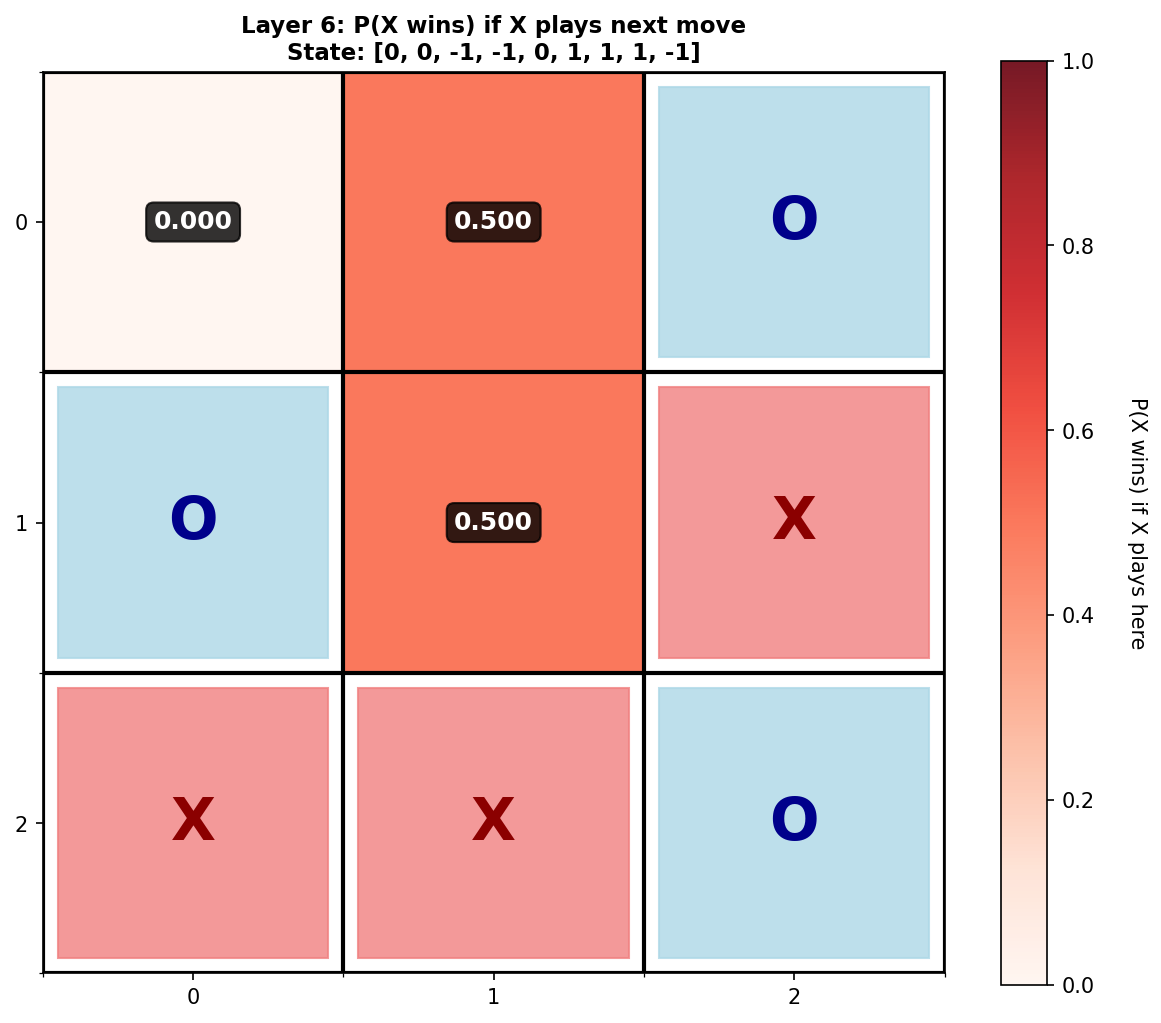 Layer 6: P(X wins) if X plays next move
State: [0, 0, -1, -1, 0, 1, 1, 1, -1]
0
0.000
0.500
O
1
O
0.500
X
2
X
X
O
0
1
2
1.0
0.8
0.6
0.4
0.2
0.0
P(X wins) if X plays here